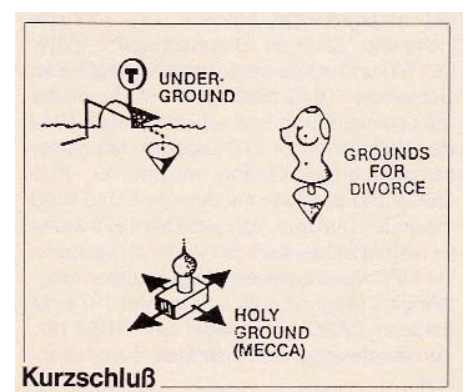 T
UNDER-
GROUND
GROUNDS
FOR
DIVORCE
HOLY
GROUND
(MECCA)
Kurzschluß